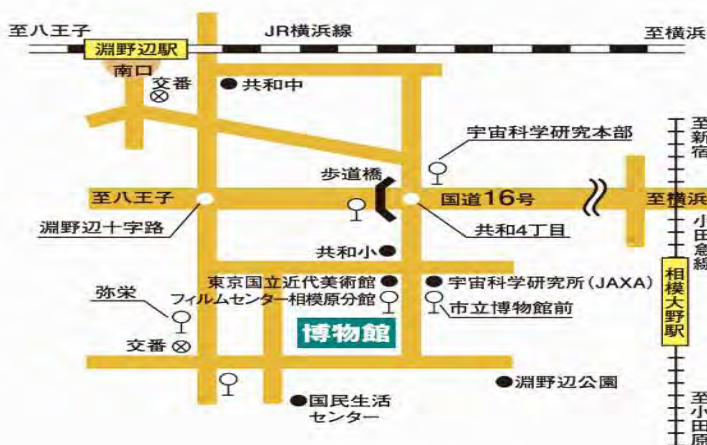 至八王子
JR横浜線
至横浜
淵野辺駅
南口
交番
共和中
至新宿
宇宙科学研究本部
歩道橋
至八王子
国道16号
至横浜
小田急線
淵野辺十字路
共和4丁目
共和小
東京国立近代美術館
フィルムセンター相模原分館
宇宙科学研究所(JAXA)
市立博物館前
相模大野駅
弥栄
博物館
交番
淵野辺公園
国民生活
センター
至小田原